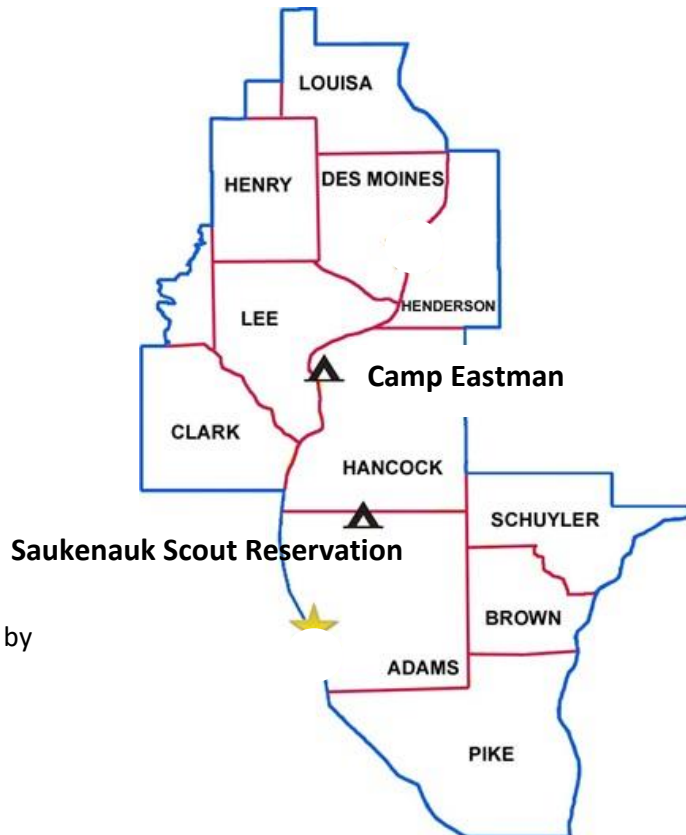 LOUISA
HENRY
DES MOINES
HENDERSON
LEE
Camp Eastman
CLARK
HANCOCK
SCHUYLER
Saukenauk Scout Reservation
BROWN
by
ADAMS
PIKE